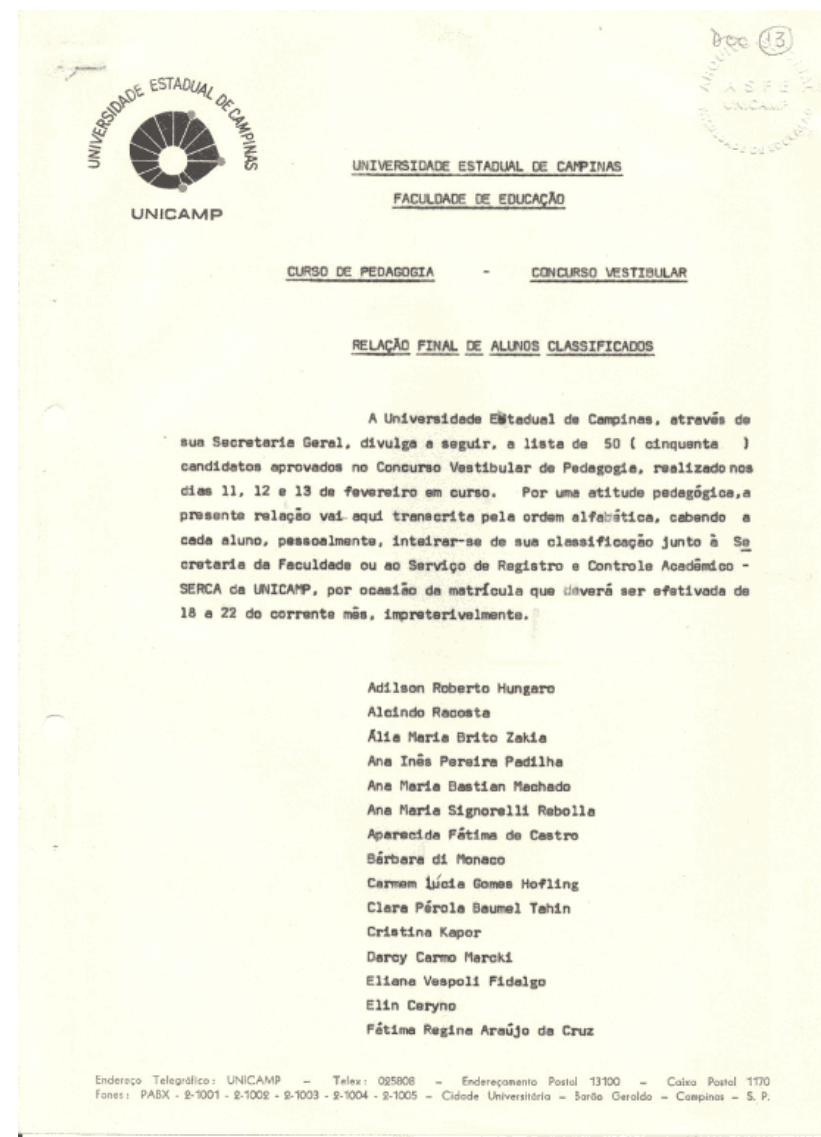 Doc 13
ARQUIVO SETORIAL
ASFE
UNICAMP
FACULDADE DE EDUCAÇÃO
UNIVERSIDADE ESTADUAL DE CAMPINAS
UNICAMP
UNIVERSIDADE ESTADUAL DE CAMPINAS
FACULDADE DE EDUCAÇÃO
CURSO DE PEDAGOGIA - CONCURSO VESTIBULAR
RELAÇÃO FINAL DE ALUNOS CLASSIFICADOS
A Universidade Estadual de Campinas, através de
sua Secretaria Geral, divulga a seguir, a lista de 50 ( cinquenta )
candidatos aprovados no Concurso Vestibular de Pedagogia, realizado nos
dias 11, 12 e 13 de fevereiro em curso. Por uma atitude pedagógica,a
presente relação vai aqui transcrita pela ordem alfabética, cabendo a
cada aluno, pessoalmente, inteirar-se de sua classificação junto à Se
cretaria da Faculdade ou ao Serviço de Registro e Controle Acadêmico -
SERCA da UNICAMP, por ocasião da matrícula que deverá ser efetivada de
18 a 22 do corrente mês, impreterivelmente.
Adilson Roberto Hungaro
Alcindo Racosta
Ália Maria Brito Zakia
Ana Inês Pereira Padilha
Ana Maria Bastian Machado
Ana Maria Signorelli Rebolla
Aparecida Fátima de Castro
Bárbara di Monaco
Carmem Lúcia Gomes Hofling
Clara Pérola Baumel Tahin
Cristina Kapor
Darcy Carmo Marcki
Eliana Vespoli Fidalgo
Elin Ceryno
Fátima Regina Araújo da Cruz
Endereço Telegráfico: UNICAMP – Telex: 025808 – Endereçamento Postal 13100 – Caixa Postal 1170
Fones: PABX - 2-1001 - 2-1002 - 2-1003 - 2-1004 - 2-1005 – Cidade Universitária – Barão Geraldo – Campinas – S. P.